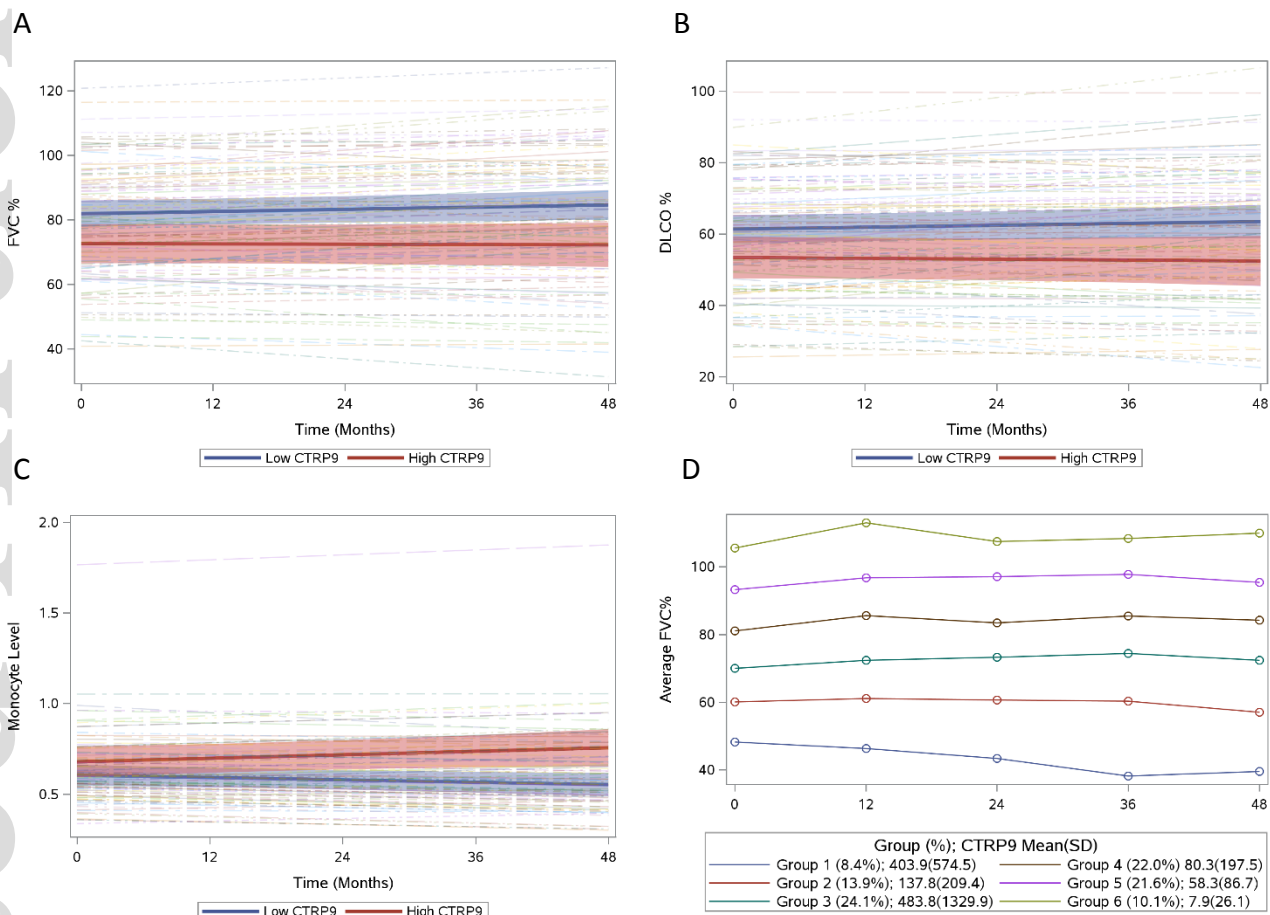 A
120
100
80
60
40
FVC %
0 12 24 36 48
Time (Months)
Low CTRP9 High CTRP9
B
100
80
60
40
20
DLCO %
0 12 24 36 48
Time (Months)
Low CTRP9 High CTRP9
C
2.0
1.5
1.0
0.5
Monocyte Level
0 12 24 36 48
Time (Months)
Low CTRP9 High CTRP9
D
100
80
60
40
Average FVC%
0 12 24 36 48
Group (%); CTRP9 Mean(SD)
Group 1 (8.4%); 403.9(574.5) Group 4 (22.0%) 80.3(197.5)
Group 2 (13.9%); 137.8(209.4) Group 5 (21.6%); 58.3(86.7)
Group 3 (24.1%); 483.8(1329.9) Group 6 (10.1%); 7.9(26.1)